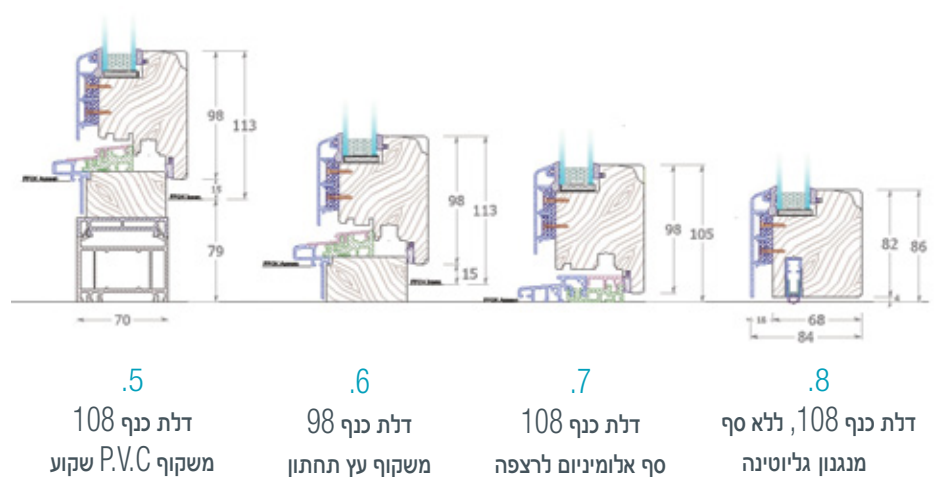 98
113
15
79
70
98
113
15
98
105
82
86
4
15
68
84
.5
דלת כנף 108
משקוף P.V.C שקוע
.6
דלת כנף 98
משקוף עץ תחתון
.7
דלת כנף 108
סף אלומיניום לרצפה
.8
דלת כנף 108, ללא סף
מנגנון גליוטינה